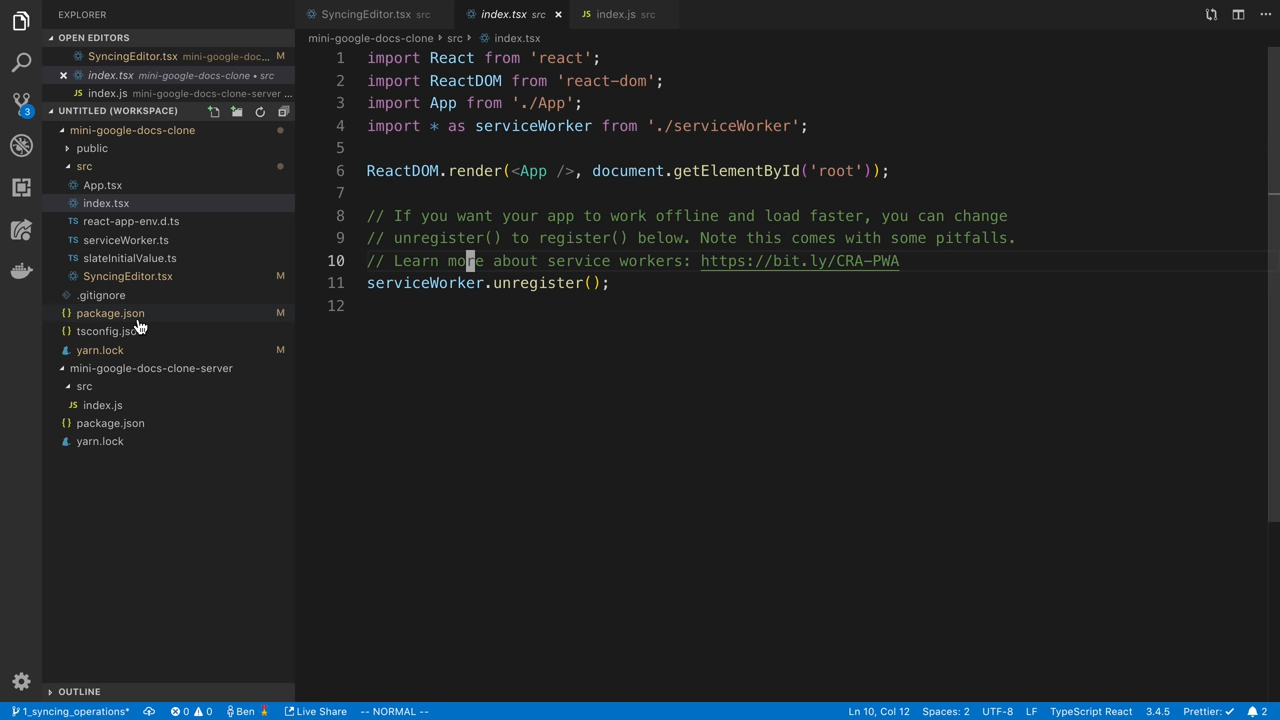 EXPLORER
OPEN EDITORS
SyncingEditor.tsx mini-google-doc... M
index.tsx mini-google-docs-clone • src
index.js mini-google-docs-clone-server ...
UNTITLED (WORKSPACE)
mini-google-docs-clone
public
src
App.tsx
index.tsx
react-app-env.d.ts
serviceWorker.ts
slateInitialValue.ts
SyncingEditor.tsx M
.gitignore
package.json M
tsconfig.json
yarn.lock M
mini-google-docs-clone-server
src
index.js
package.json
yarn.lock
OUTLINE
SyncingEditor.tsx src
index.tsx src
index.js src
mini-google-docs-clone src index.tsx
1 import React from 'react';
2 import ReactDOM from 'react-dom';
3 import App from './App';
4 import * as serviceWorker from './serviceWorker';
5
6 ReactDOM.render(<App />, document.getElementById('root'));
7
8 // If you want your app to work offline and load faster, you can change
9 // unregister() to register() below. Note this comes with some pitfalls.
10 // Learn more about service workers: https://bit.ly/CRA-PWA
11 serviceWorker.unregister();
12
3
1_syncing_operations* 0 0 Ben Live Share -- NORMAL -- Ln 10, Col 12 Spaces: 2 UTF-8 LF TypeScript React 3.4.5 Prettier: 2